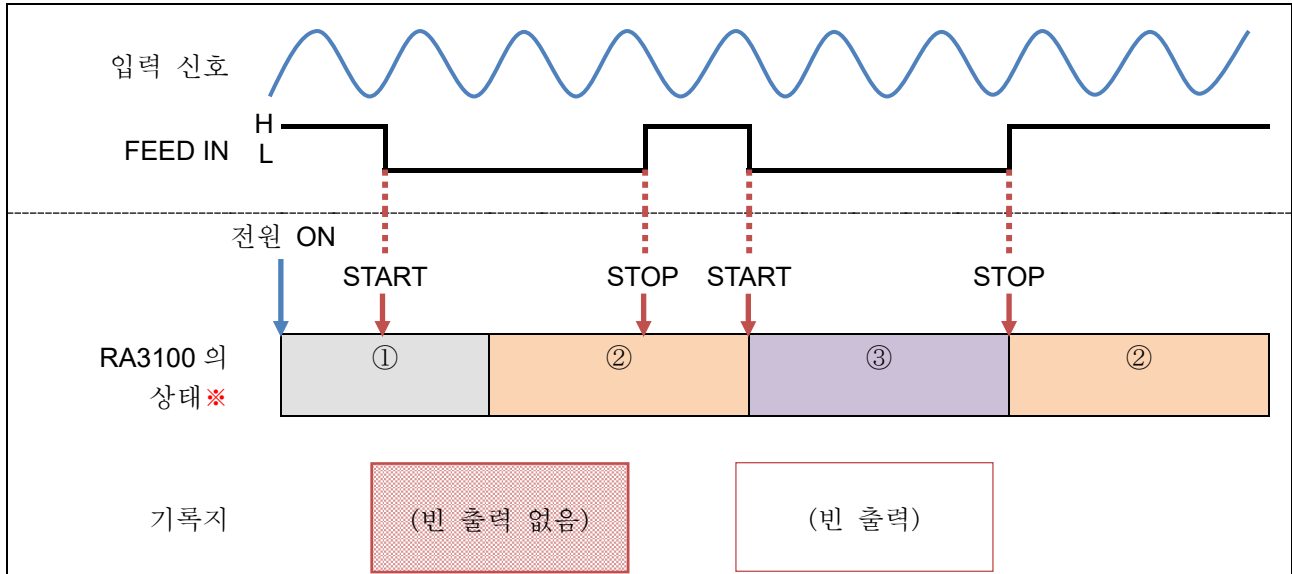 입력 신호
H
FEED IN L
전원 ON
START STOP START STOP
RA3100 의
상태※
① ② ③ ②
기록지 (빈 출력 없음) (빈 출력)